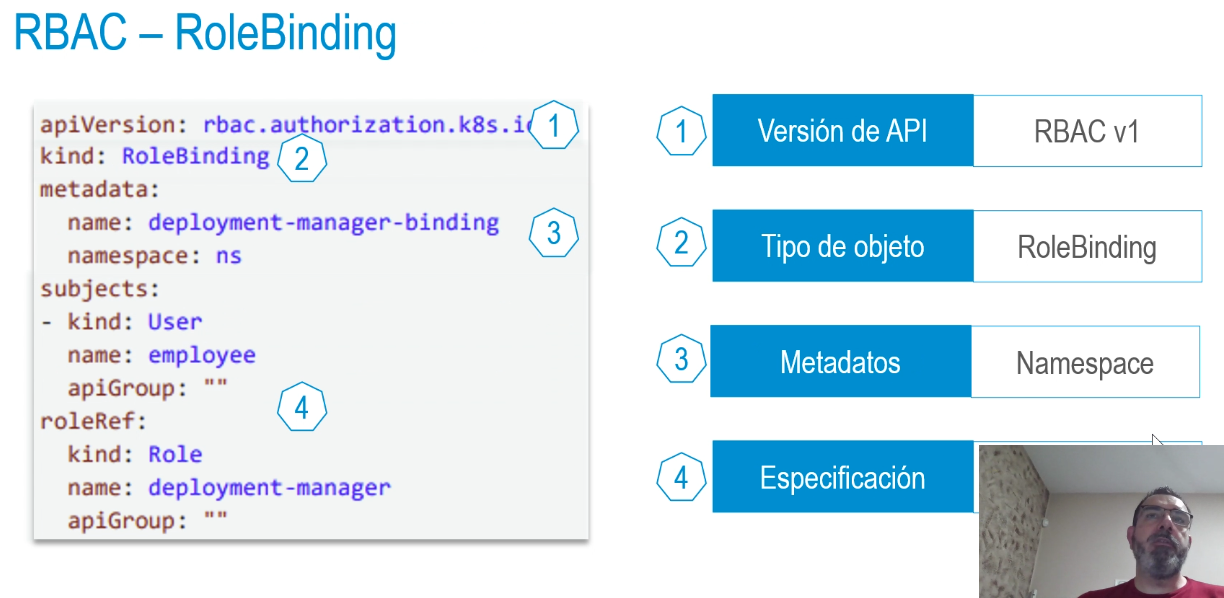 RBAC – RoleBinding
apiVersion: rbac.authorization.k8s.i
1
kind: RoleBinding
2
metadata:
name: deployment-manager-binding
3
namespace: ns
subjects:
- kind: User
name: employee
apiGroup: ""
4
roleRef:
kind: Role
name: deployment-manager
apiGroup: ""
1 Versión de API RBAC v1
2 Tipo de objeto RoleBinding
3 Metadatos Namespace
4 Especificación